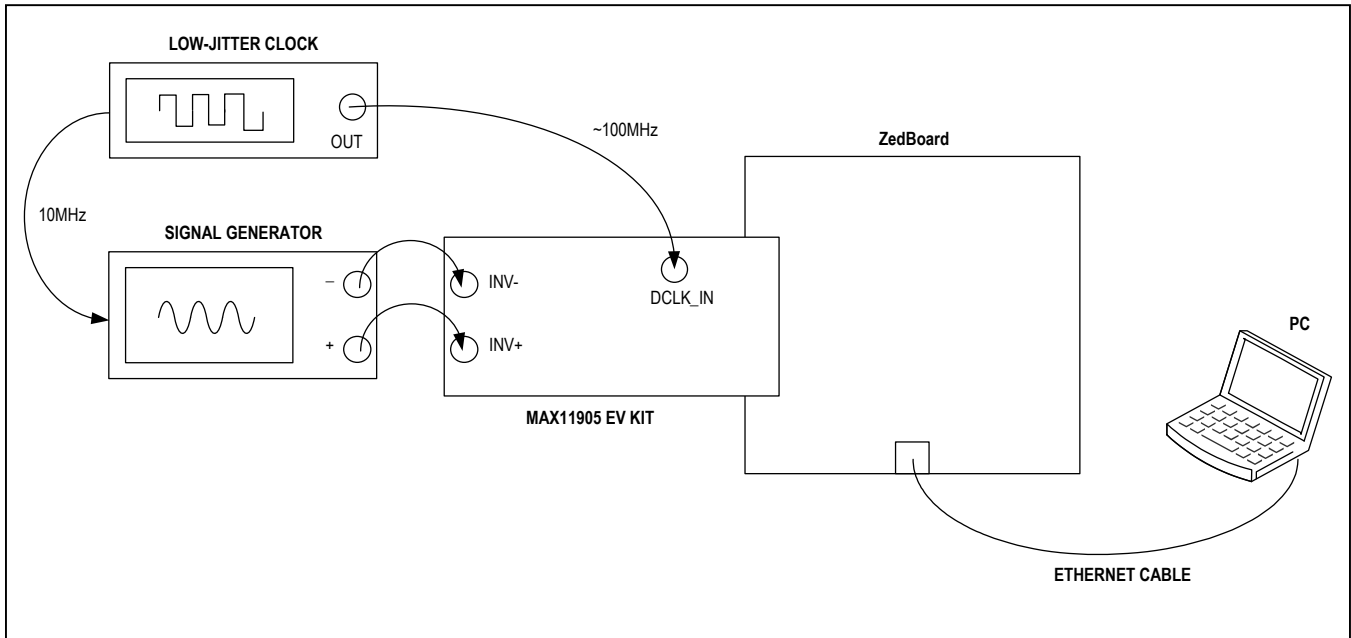 LOW-JITTER CLOCK
OUT
~100MHz
ZedBoard
10MHz
SIGNAL GENERATOR
−
INV-
DCLK_IN
+
INV+
PC
MAX11905 EV KIT
ETHERNET CABLE